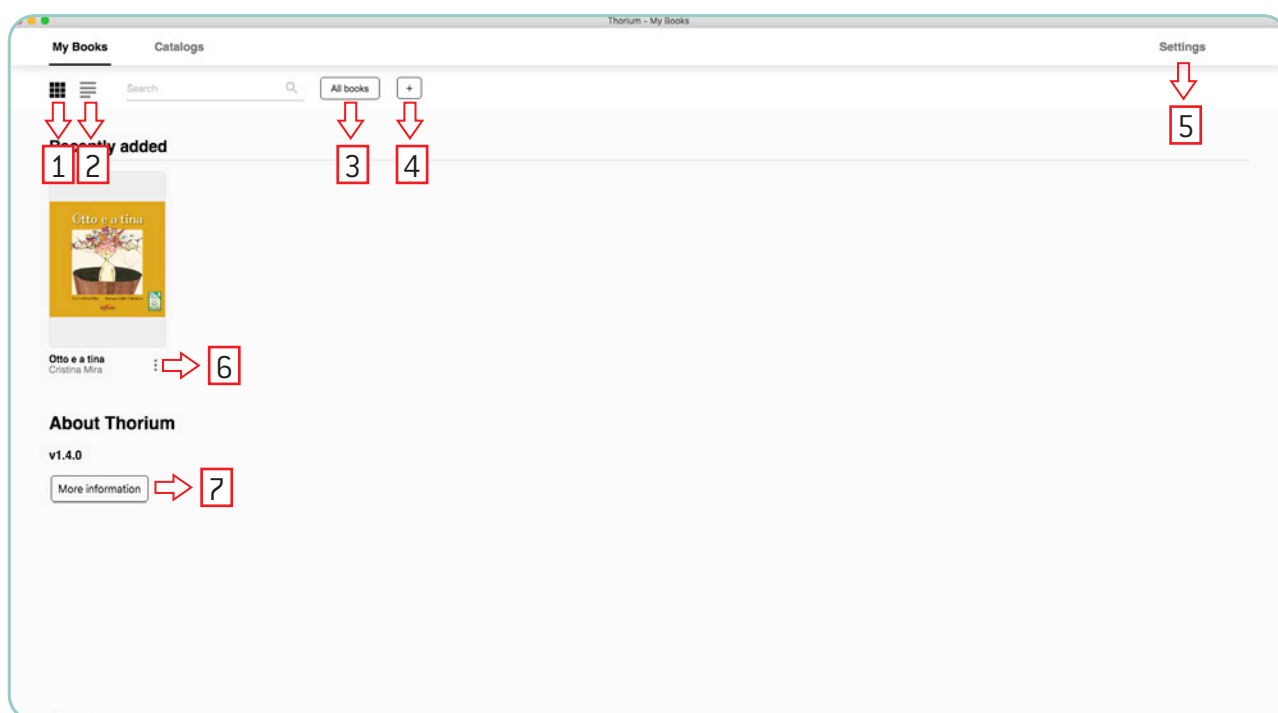 Thorium - My Books
My Books Catalogs Settings
Search All books +
5
Recently added
1 2 3 4
Otto e a tina
Otto e a tina
Cristina Mira
6
About Thorium
v1.4.0
More information 7